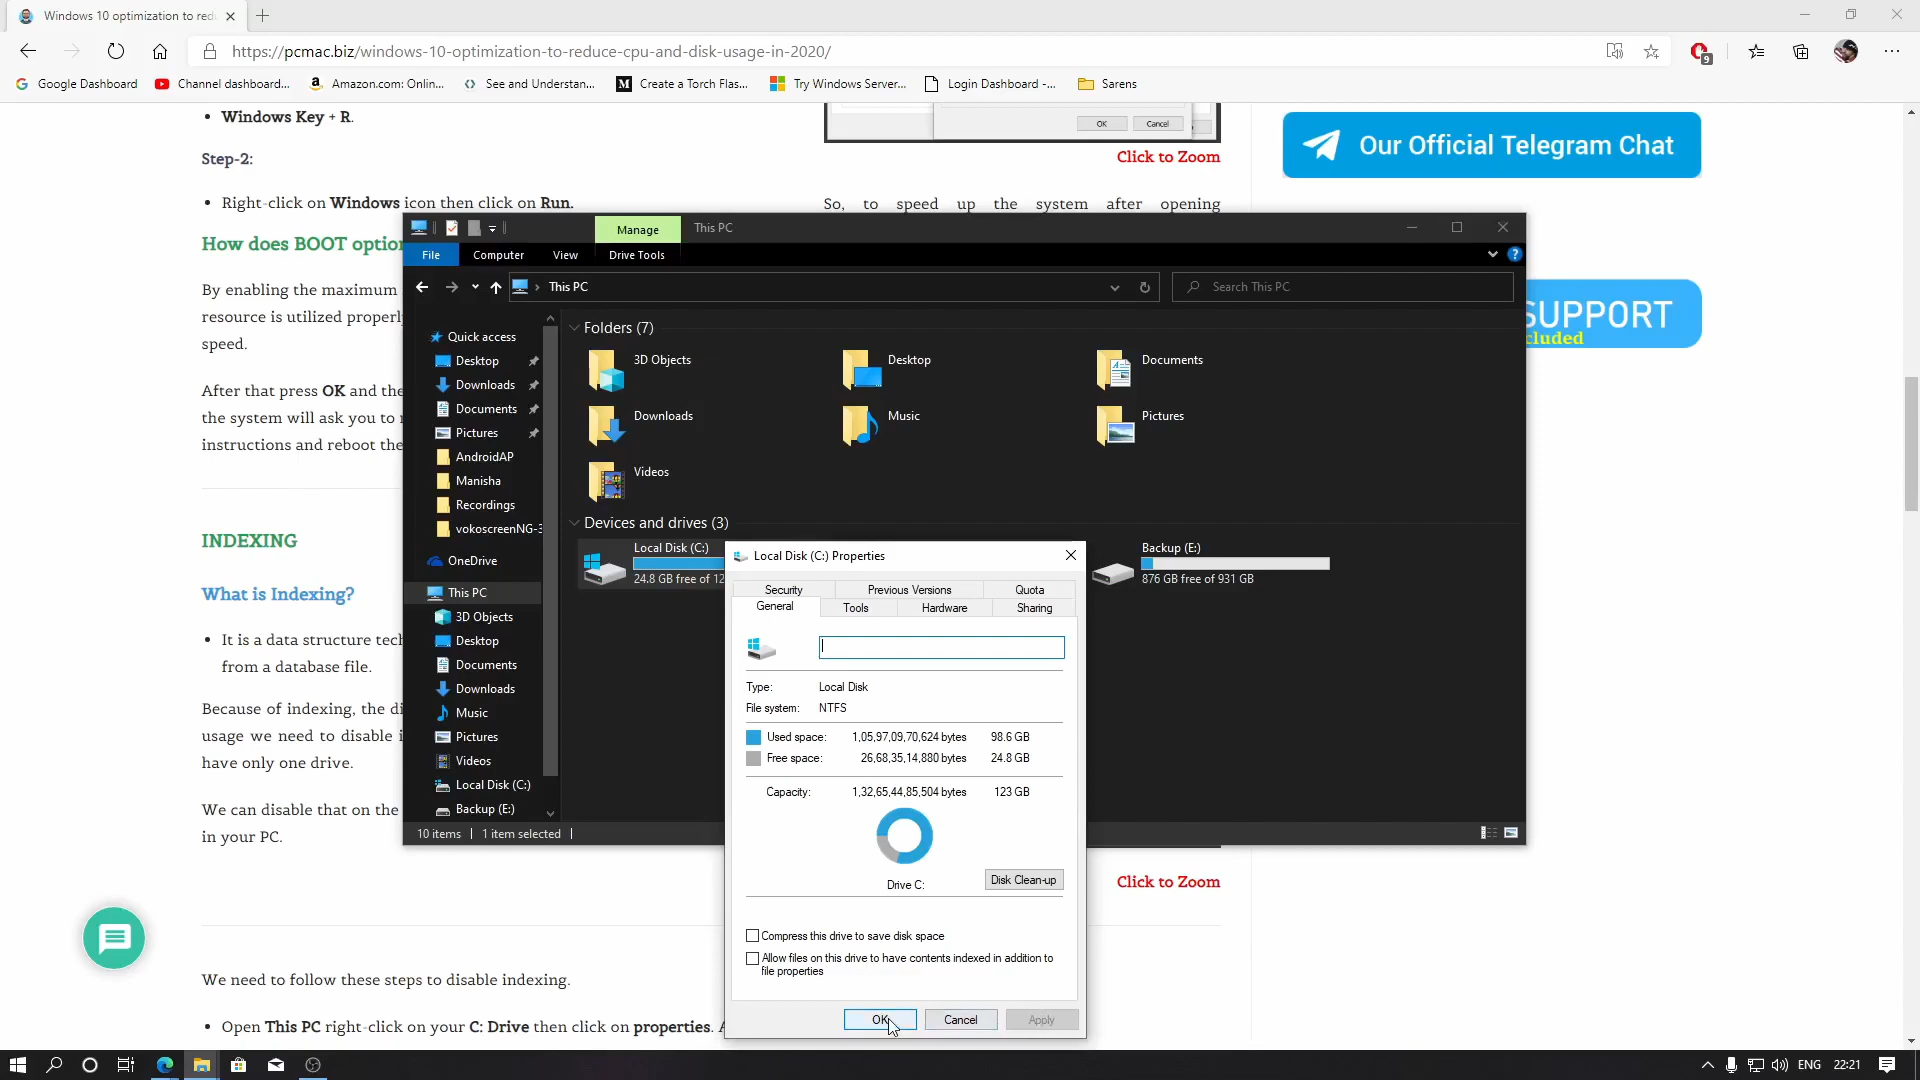 Windows 10 optimization to red
https://pcmac.biz/windows-10-optimization-to-reduce-cpu-and-disk-usage-in-2020/
9
Google Dashboard
Channel dashboard...
Amazon.com: Onlin...
See and Understan...
Create a Torch Flas...
Try Windows Server...
Login Dashboard -...
Sarens
Windows Key + R.
Step-2:
Right-click on Windows icon then click on Run.
How does BOOT option
By enabling the maximum
resource is utilized properly
speed.
After that press OK and the
the system will ask you to
instructions and reboot the
INDEXING
What is Indexing?
It is a data structure tech
from a database file.
Because of indexing, the di
usage we need to disable
have only one drive.
We can disable that on the
in your PC.
We need to follow these steps to disable indexing.
Open This PC right-click on your C: Drive then click on properties.
OK
Cancel
Click to Zoom
So, to speed up the system after opening
Click to Zoom
Our Official Telegram Chat
SUPPORT
cluded
Manage
This PC
File
Computer
View
Drive Tools
This PC
Search This PC
Quick access
Desktop
Downloads
Documents
Pictures
AndroidAP
Manisha
Recordings
vokoscreenNG-3
OneDrive
This PC
3D Objects
Desktop
Documents
Downloads
Music
Pictures
Videos
Local Disk (C:)
Backup (E:)
Folders (7)
3D Objects
Desktop
Documents
Downloads
Music
Pictures
Videos
Devices and drives (3)
Local Disk (C:)
24.8 GB free of 12
Backup (E:)
876 GB free of 931 GB
10 items
1 item selected
Local Disk (C:) Properties
Security
Previous Versions
Quota
General
Tools
Hardware
Sharing
Type: Local Disk
File system: NTFS
Used space: 1,05,97,09,70,624 bytes 98.6 GB
Free space: 26,68,35,14,880 bytes 24.8 GB
Capacity: 1,32,65,44,85,504 bytes 123 GB
Drive C:
Disk Clean-up
Compress this drive to save disk space
Allow files on this drive to have contents indexed in addition to
file properties
OK
Cancel
Apply
ENG
22:21